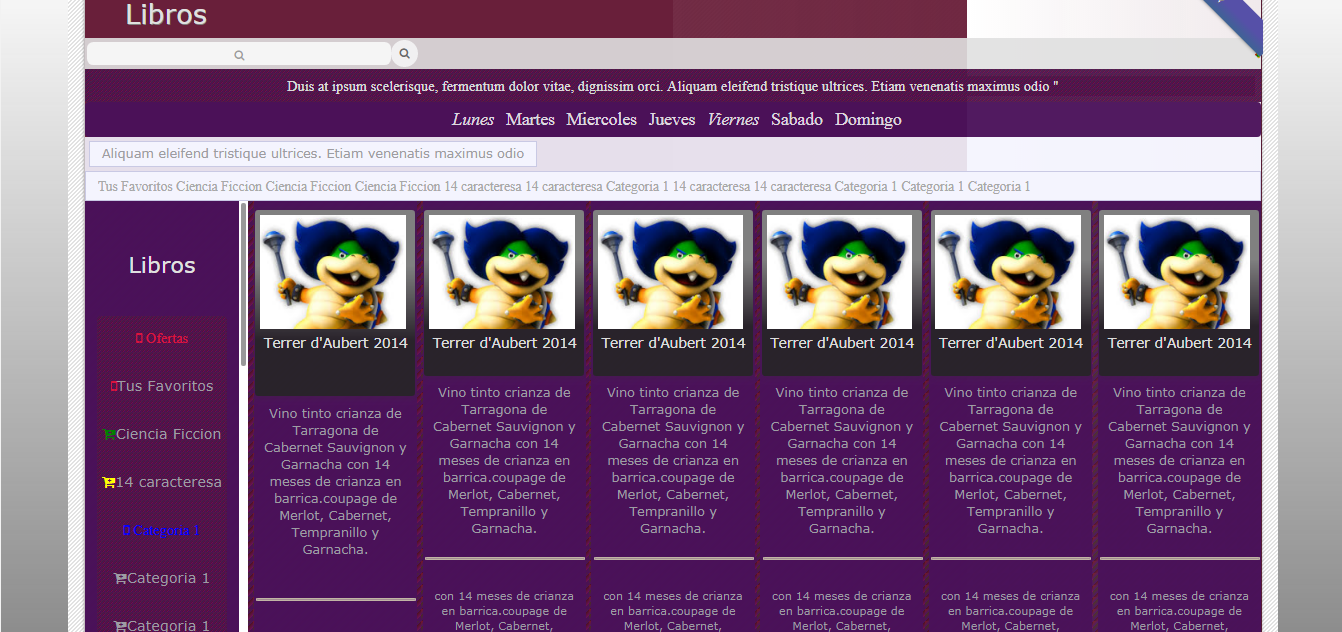 Libros
Duis at ipsum scelerisque, fermentum dolor vitae, dignissim orci. Aliquam eleifend tristique ultrices. Etiam venenatis maximus odio "
Lunes Martes Miercoles Jueves Viernes Sabado Domingo
Aliquam eleifend tristique ultrices. Etiam venenatis maximus odio
Tus Favoritos Ciencia Ficcion Ciencia Ficcion Ciencia Ficcion 14 caracteresa 14 caracteresa Categoria 1 14 caracteresa 14 caracteresa Categoria 1 Categoria 1 Categoria 1
Libros
Ofertas
Tus Favoritos
Ciencia Ficcion
14 caracteresa
Categoria 1
Categoria 1
Categoria 1
Terrer d'Aubert 2014
Vino tinto crianza de
Tarragona de
Cabernet Sauvignon y
Garnacha con 14
meses de crianza en
barrica.coupage de
Merlot, Cabernet,
Tempranillo y
Garnacha.
Terrer d'Aubert 2014
Vino tinto crianza de
Tarragona de
Cabernet Sauvignon y
Garnacha con 14
meses de crianza en
barrica.coupage de
Merlot, Cabernet,
Tempranillo y
Garnacha.
con 14 meses de crianza
en barrica.coupage de
Merlot, Cabernet,
Terrer d'Aubert 2014
Vino tinto crianza de
Tarragona de
Cabernet Sauvignon y
Garnacha con 14
meses de crianza en
barrica.coupage de
Merlot, Cabernet,
Tempranillo y
Garnacha.
con 14 meses de crianza
en barrica.coupage de
Merlot, Cabernet,
Terrer d'Aubert 2014
Vino tinto crianza de
Tarragona de
Cabernet Sauvignon y
Garnacha con 14
meses de crianza en
barrica.coupage de
Merlot, Cabernet,
Tempranillo y
Garnacha.
con 14 meses de crianza
en barrica.coupage de
Merlot, Cabernet,
Terrer d'Aubert 2014
Vino tinto crianza de
Tarragona de
Cabernet Sauvignon y
Garnacha con 14
meses de crianza en
barrica.coupage de
Merlot, Cabernet,
Tempranillo y
Garnacha.
con 14 meses de crianza
en barrica.coupage de
Merlot, Cabernet,
Terrer d'Aubert 2014
Vino tinto crianza de
Tarragona de
Cabernet Sauvignon y
Garnacha con 14
meses de crianza en
barrica.coupage de
Merlot, Cabernet,
Tempranillo y
Garnacha.
con 14 meses de crianza
en barrica.coupage de
Merlot, Cabernet,